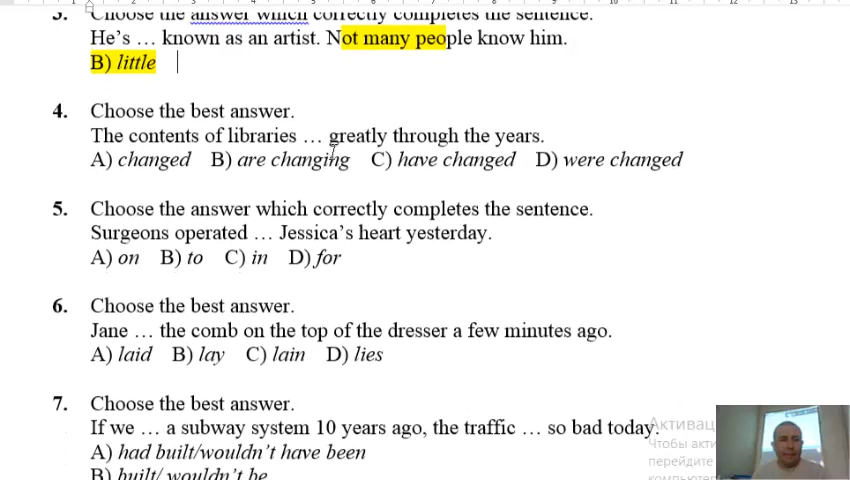 3. Choose the answer which correctly completes the sentence.
He’s … known as an artist. Not many people know him.
B) little
4. Choose the best answer.
The contents of libraries … greatly through the years.
A) changed B) are changing C) have changed D) were changed
5. Choose the answer which correctly completes the sentence.
Surgeons operated … Jessica’s heart yesterday.
A) on B) to C) in D) for
6. Choose the best answer.
Jane … the comb on the top of the dresser a few minutes ago.
A) laid B) lay C) lain D) lies
7. Choose the best answer.
If we … a subway system 10 years ago, the traffic … so bad today.
A) had built/wouldn’t have been
B) built/ wouldn’t be
Чтобы
перейдите